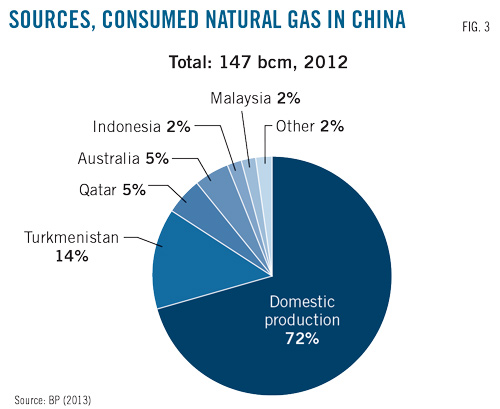 SOURCES, CONSUMED NATURAL GAS IN CHINA
FIG. 3
Total: 147 bcm, 2012
Malaysia 2%
Indonesia 2%
Other 2%
Australia 5%
Qatar 5%
Turkmenistan
14%
Domestic
production
72%
Source: BP (2013)